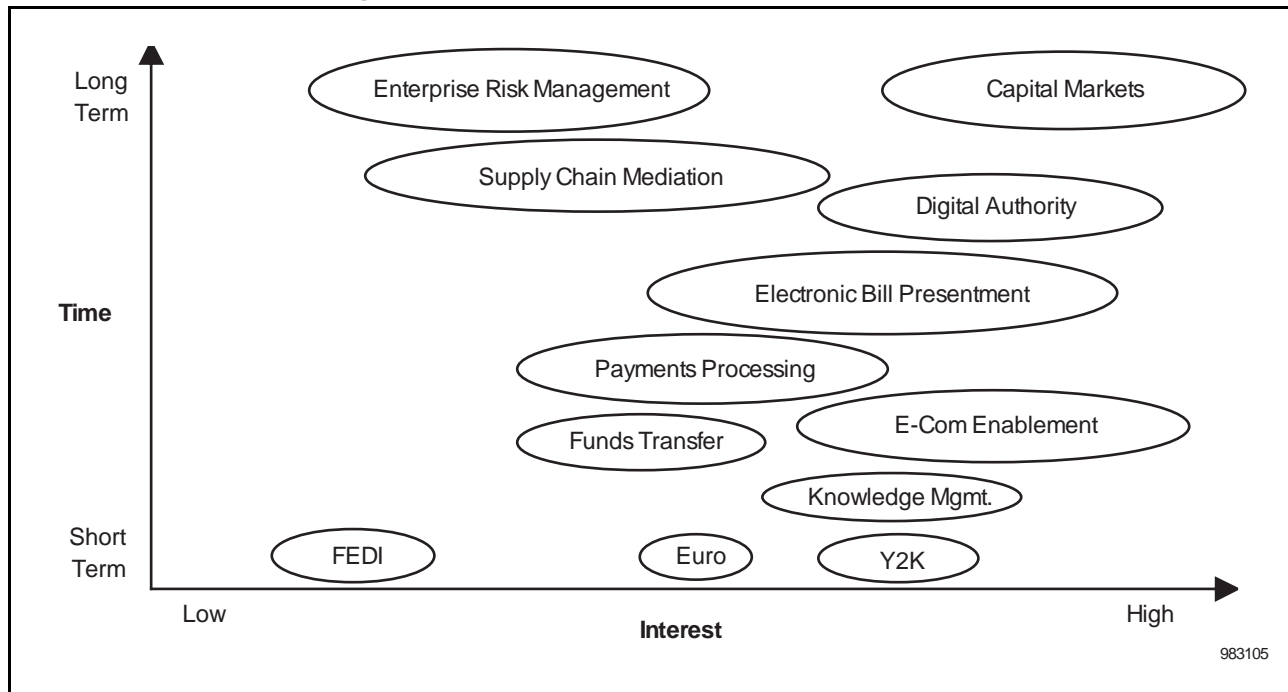 Long
Term
Enterprise Risk Management
Capital Markets
Supply Chain Mediation
Digital Authority
Electronic Bill Presentment
Time
Payments Processing
E-Com Enablement
Funds Transfer
Knowledge Mgmt.
Short
Term
FEDI
Euro
Y2K
Low
High
Interest
983105